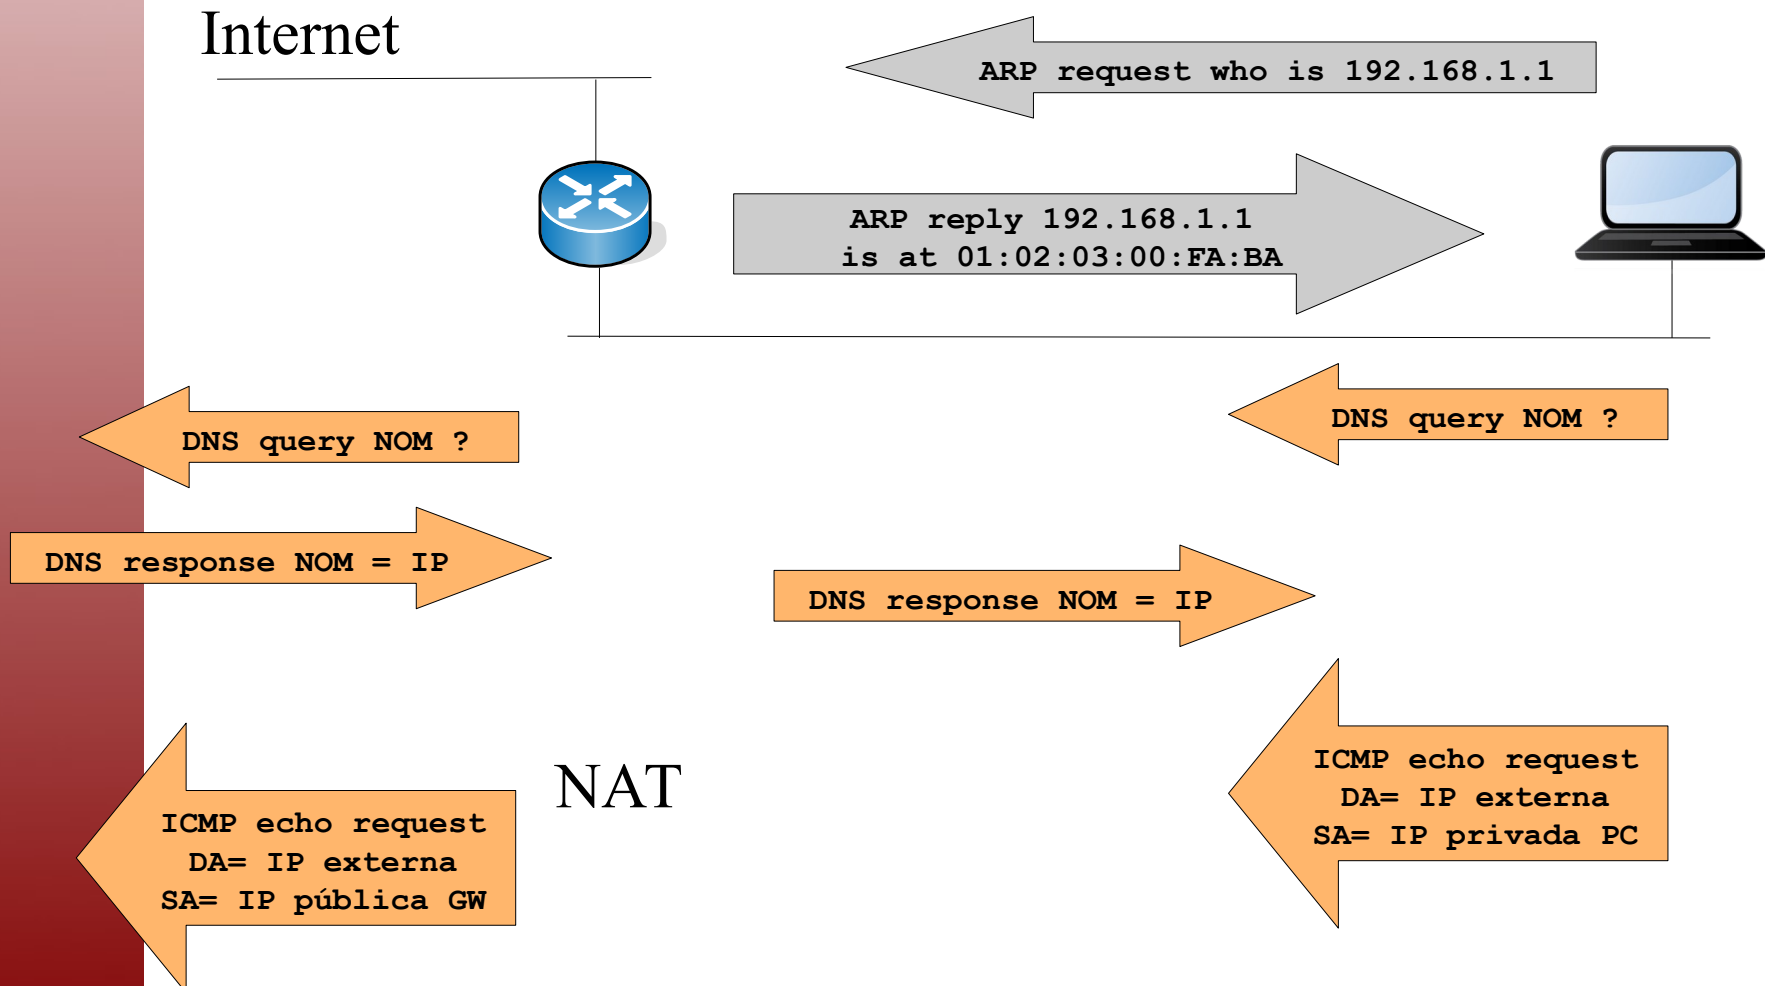 Internet
ARP request who is 192.168.1.1
ARP reply 192.168.1.1
is at 01:02:03:00:FA:BA
DNS query NOM ?
DNS query NOM ?
DNS response NOM = IP
DNS response NOM = IP
NAT
ICMP echo request
DA= IP externa
SA= IP privada PC
ICMP echo request
DA= IP externa
SA= IP pública GW